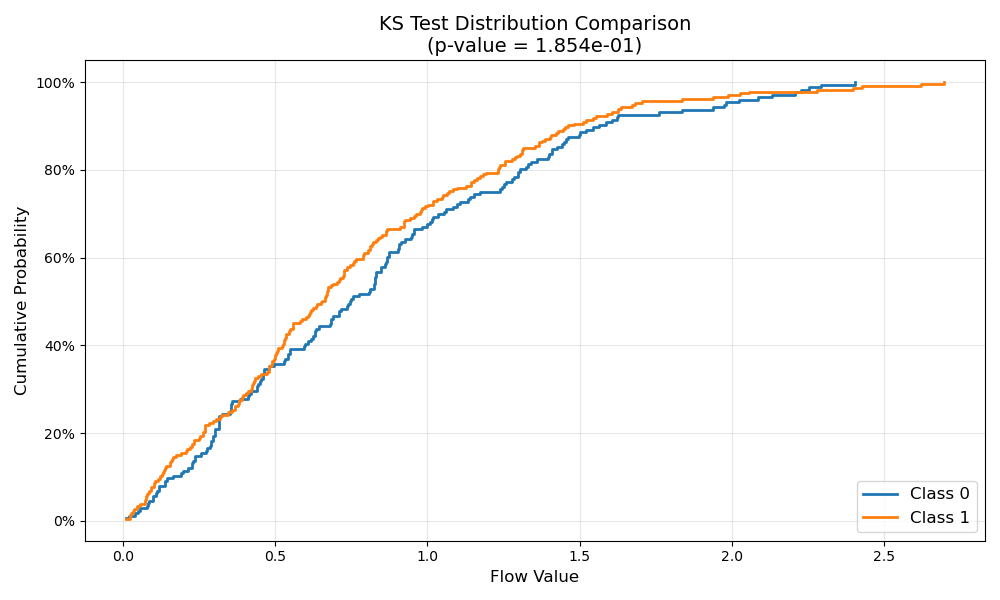 KS Test Distribution Comparison
(p-value = 1.854e-01)
Cumulative Probability
100%
80%
60%
40%
20%
0%
0.0 0.5 1.0 1.5 2.0 2.5
Flow Value
Class 0
Class 1